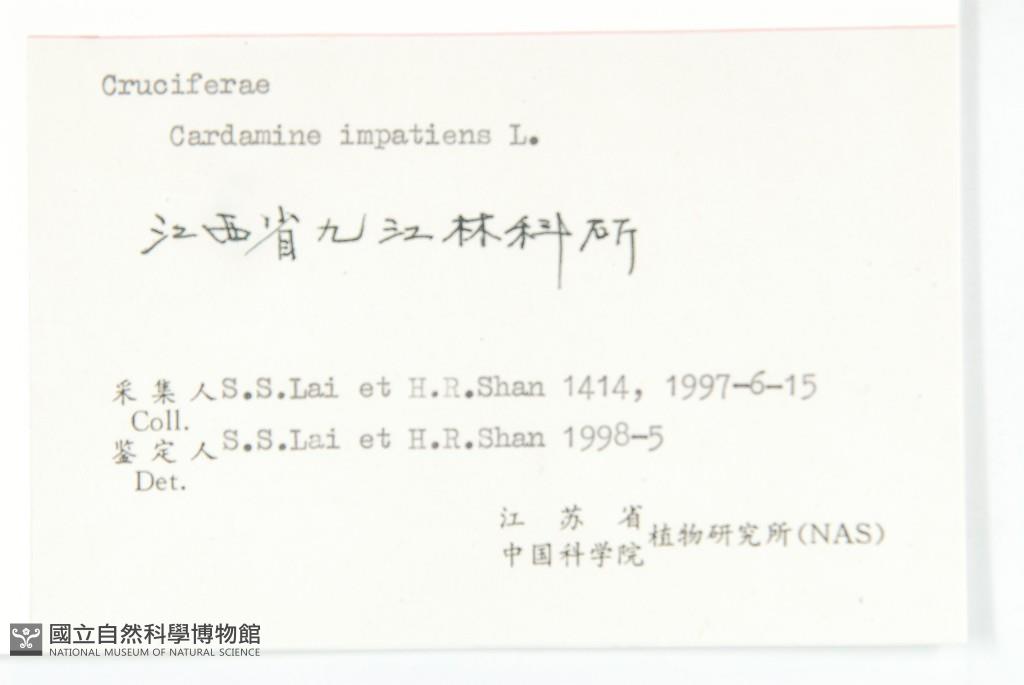 Cruciferae
Cardamine impatiens L.
江西省九江林科所
采集人 S.S.Lai et H.R.Shan 1414, 1997-6-15
Coll.
鉴定人 S.S.Lai et H.R.Shan 1998-5
Det.
江苏省
中国科学院 植物研究所(NAS)
國立自然科學博物館
NATIONAL MUSEUM OF NATURAL SCIENCE